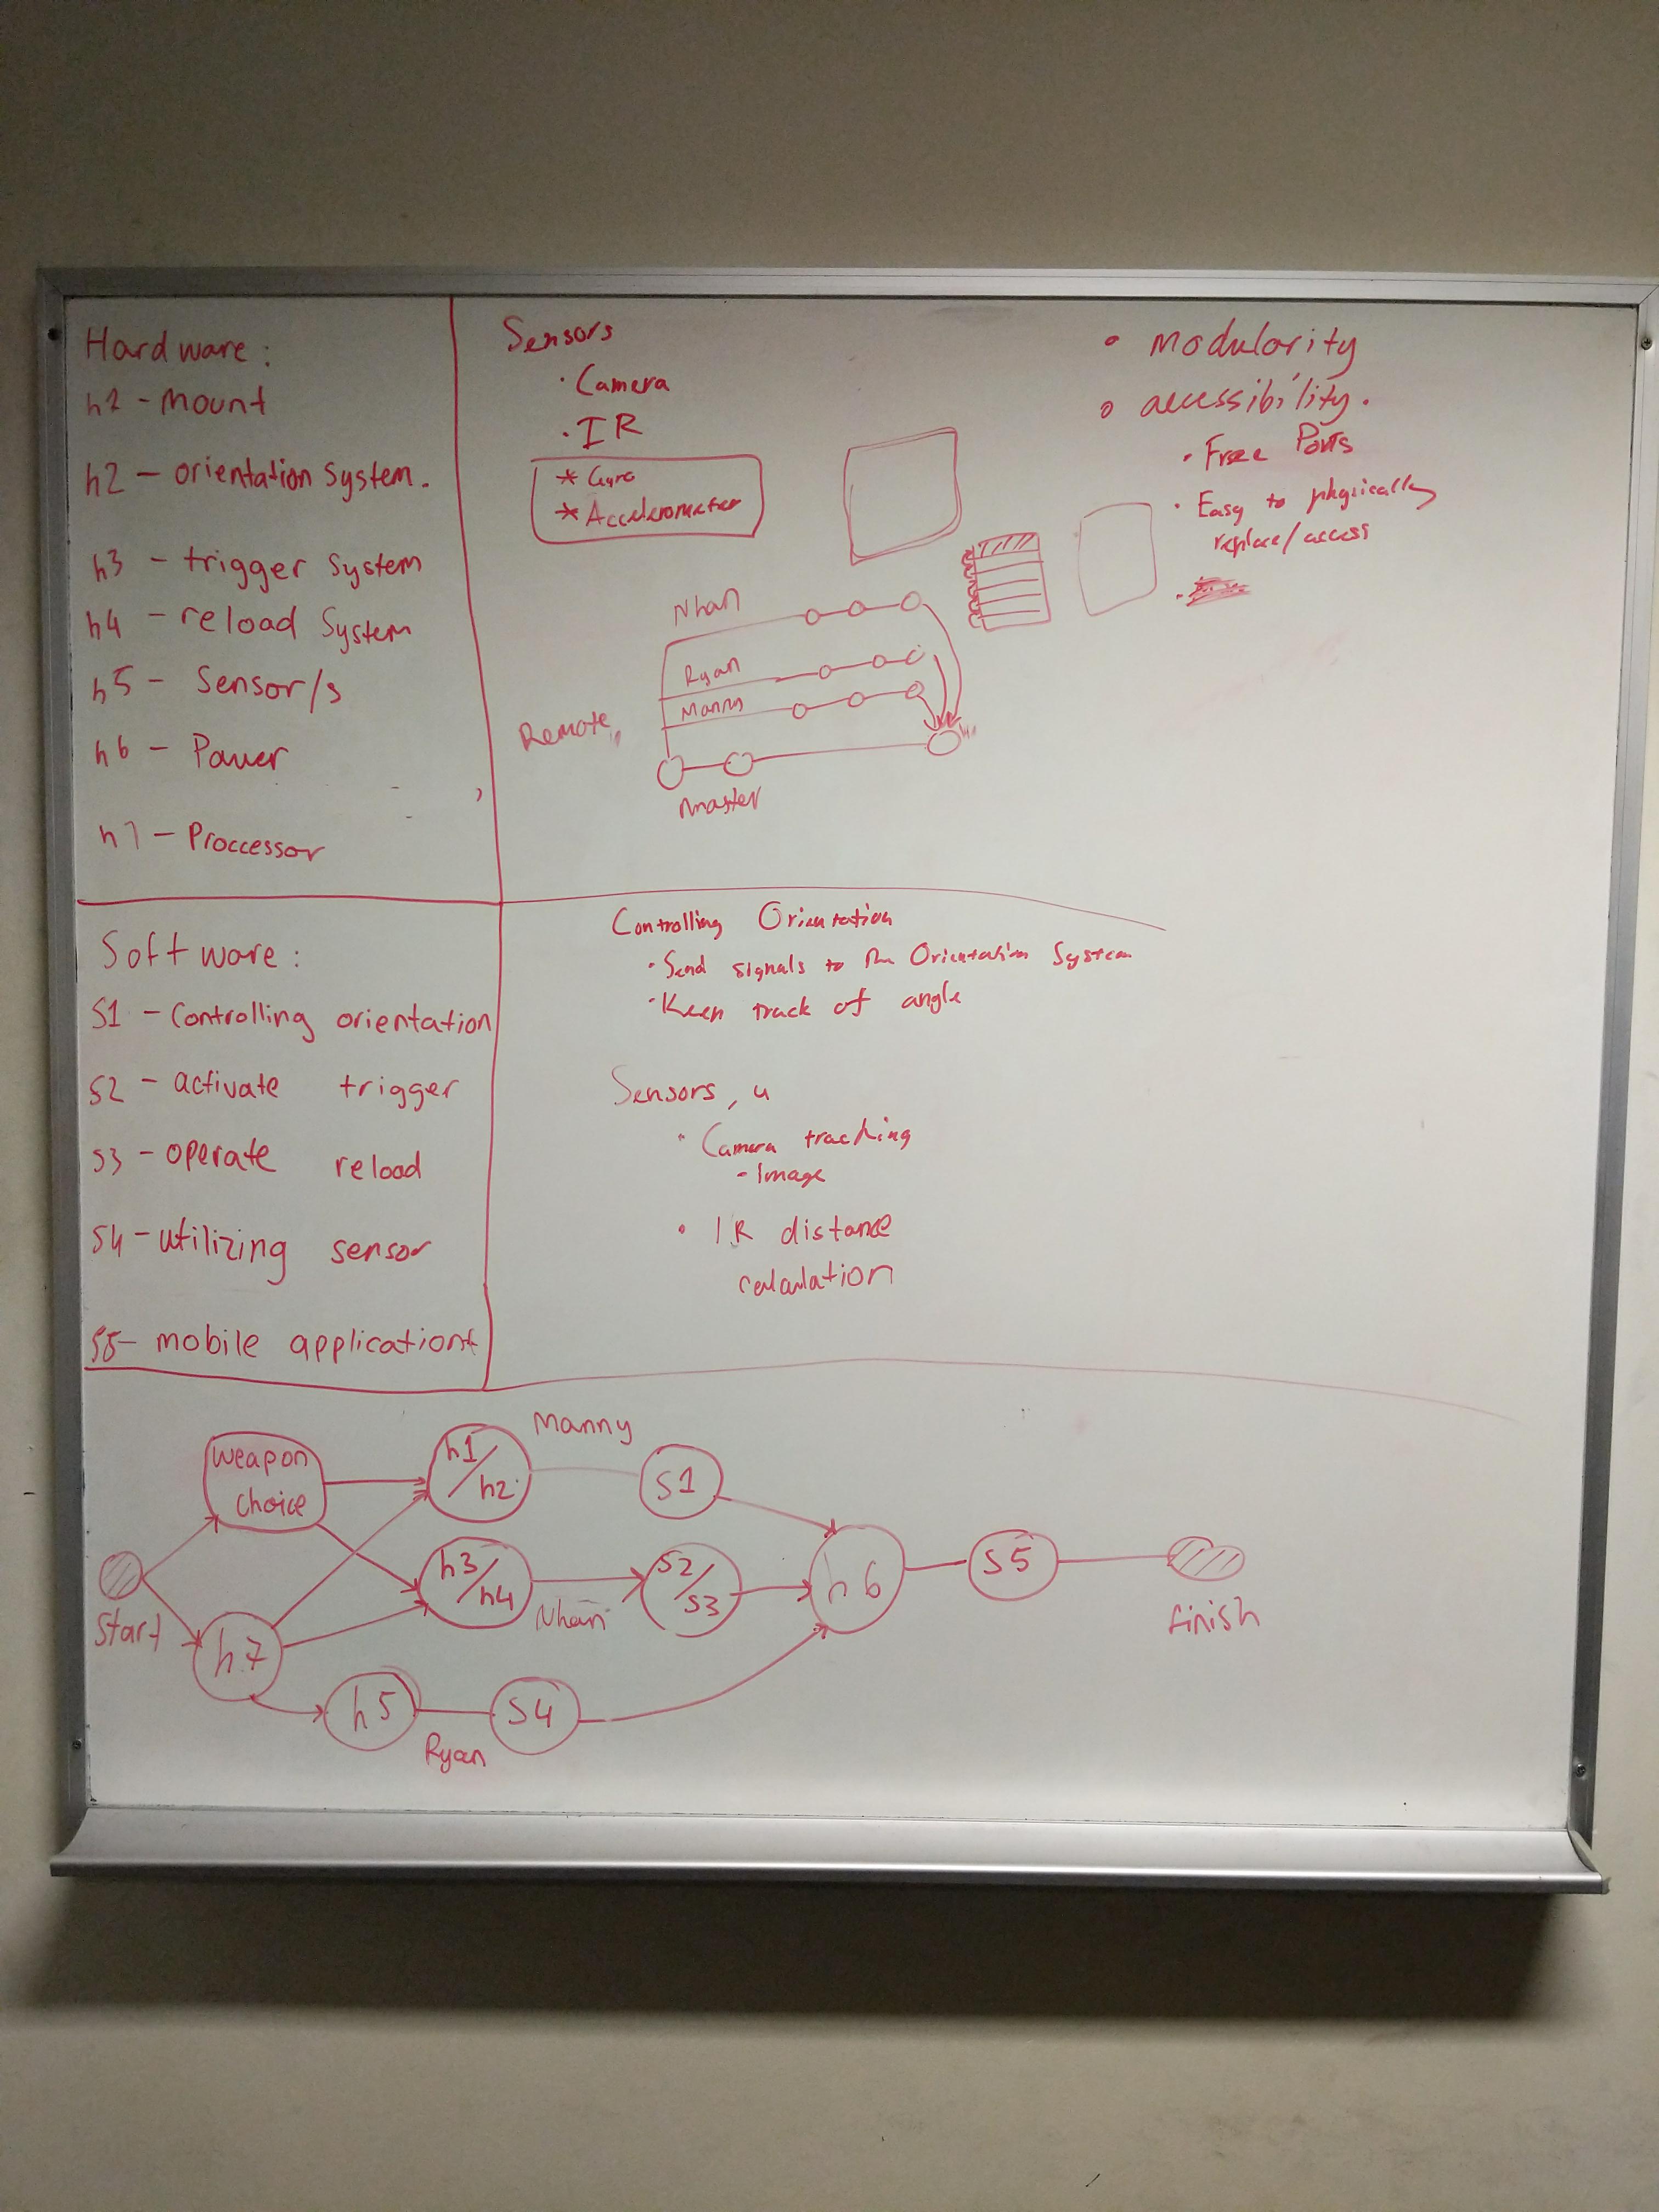 Hardware:
h1 - Mount
h2 - orientation system.
h3 - trigger System
h4 - reload System
h5 - Sensor/s
h6 - Power
h7 - Proccessor
Sensors
· Camera
· IR
* Gyro
* Accelerometer
• Modularity
• accessibility.
· Free Ports
· Easy to physically
replace/access
Nhan
Ryan
Manny
Remote
Master
Software:
S1 - Controlling orientation
S2 - activate trigger
S3 - operate reload
S4 - utilizing sensor
S5 - mobile application
Controlling Orientation
· Send signals to the Orientation System
· Keep track of angle
Sensors,
· Camera tracking
- Image
· IR distance
calculation
Manny
Weapon
Choice
h1/h2
S1
Start
h3/h4
Nhan
S2/S3
h6
S5
finish
h7
h5
S4
Ryan